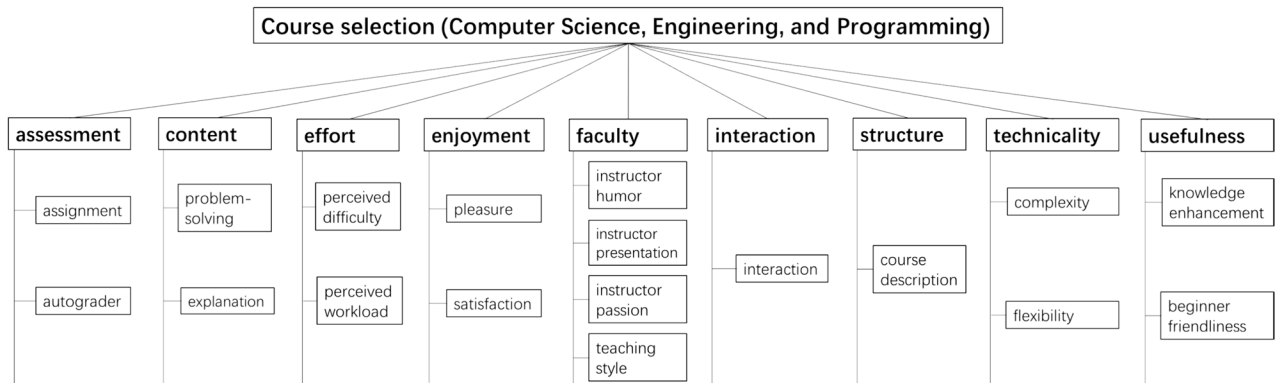 Course selection (Computer Science, Engineering, and Programming)
assessment
assignment
autograder
content
problem-
solving
explanation
effort
perceived
difficulty
perceived
workload
enjoyment
pleasure
satisfaction
faculty
instructor
humor
instructor
presentation
instructor
passion
teaching
style
interaction
interaction
structure
course
description
technicality
complexity
flexibility
usefulness
knowledge
enhancement
beginner
friendliness